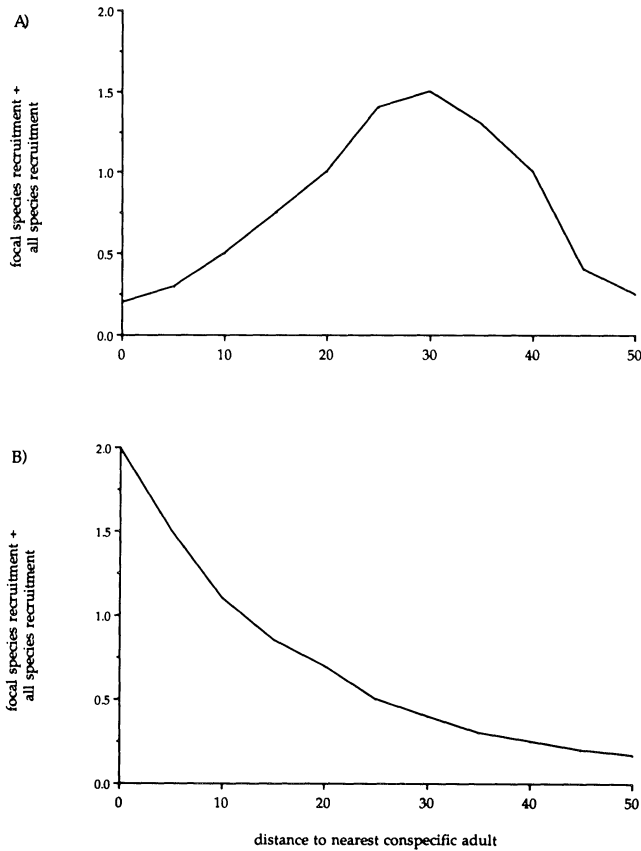 A)
focal species recruitment +
all species recruitment
2.0
1.5
1.0
0.5
0.0
0 10 20 30 40 50
B)
focal species recruitment +
all species recruitment
2.0
1.5
1.0
0.5
0.0
0 10 20 30 40 50
distance to nearest conspecific adult